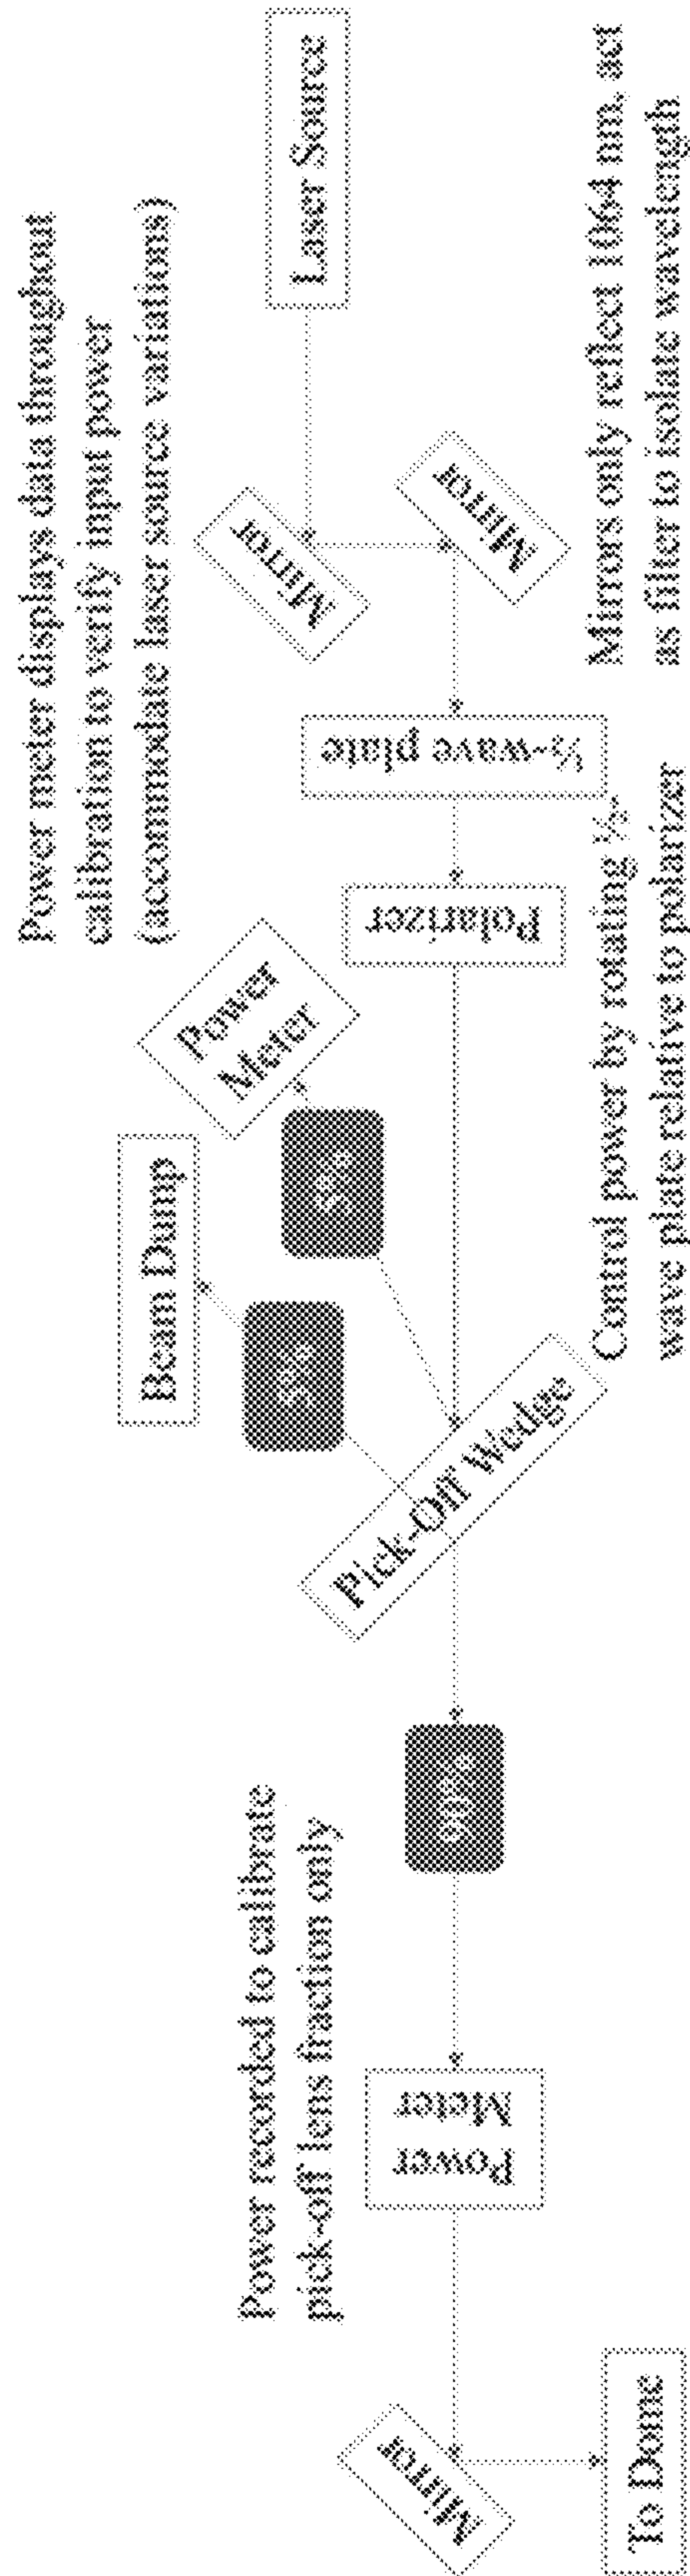 Power meter displays data throughout
calibration to verify input power
(accommodate laser source variations)
Laser Source
Mirror
Mirror
Mirrors only reflect 1064 nm, act
as filter to isolate wavelength
½-wave plate
Polarizer
Control power by rotating ½-
wave plate relative to polarizer
Power
Meter
Beam Dump
Pick-Off Wedge
Power recorded to calibrate
pick-off lens fraction only
Power
Meter
Mirror
To Dome